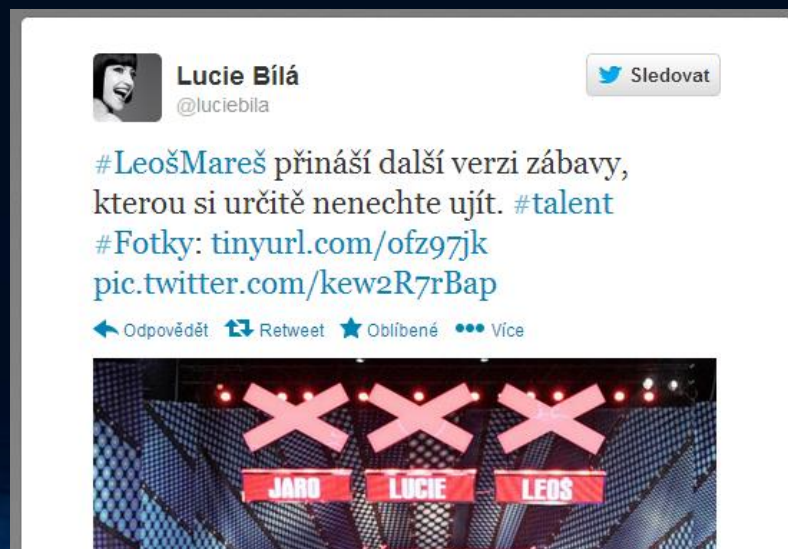 Lucie Bílá
Sledovat
@luciebila
#LeošMareš přináší další verzi zábavy,
kterou si určitě nenechte ujít. #talent
#Fotky: tinyurl.com/ofz97jk
pic.twitter.com/kew2R7rBap
Odpovědět Retweet Oblíbené Více
JARO LUCIE LEOŠ